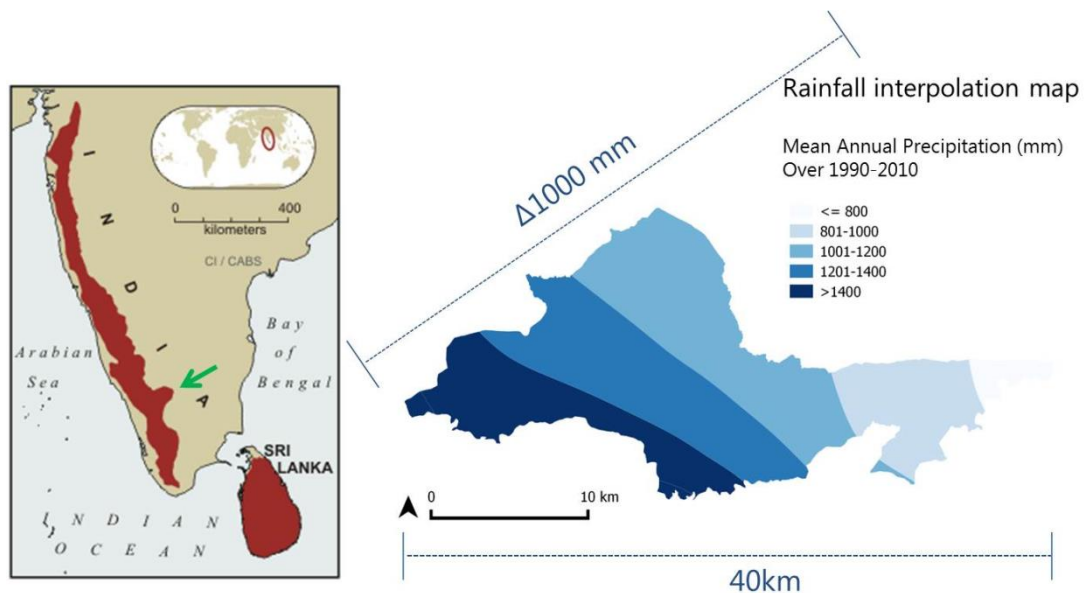 I N D I A
0 400
kilometers
CI / CABS
Arabian
Sea
Bay
of
Bengal
SRI
LANKA
I N D I A N
O C E A N
Δ1000 mm
Rainfall interpolation map
Mean Annual Precipitation (mm)
Over 1990-2010
<= 800
801-1000
1001-1200
1201-1400
>1400
0 10 km
40km